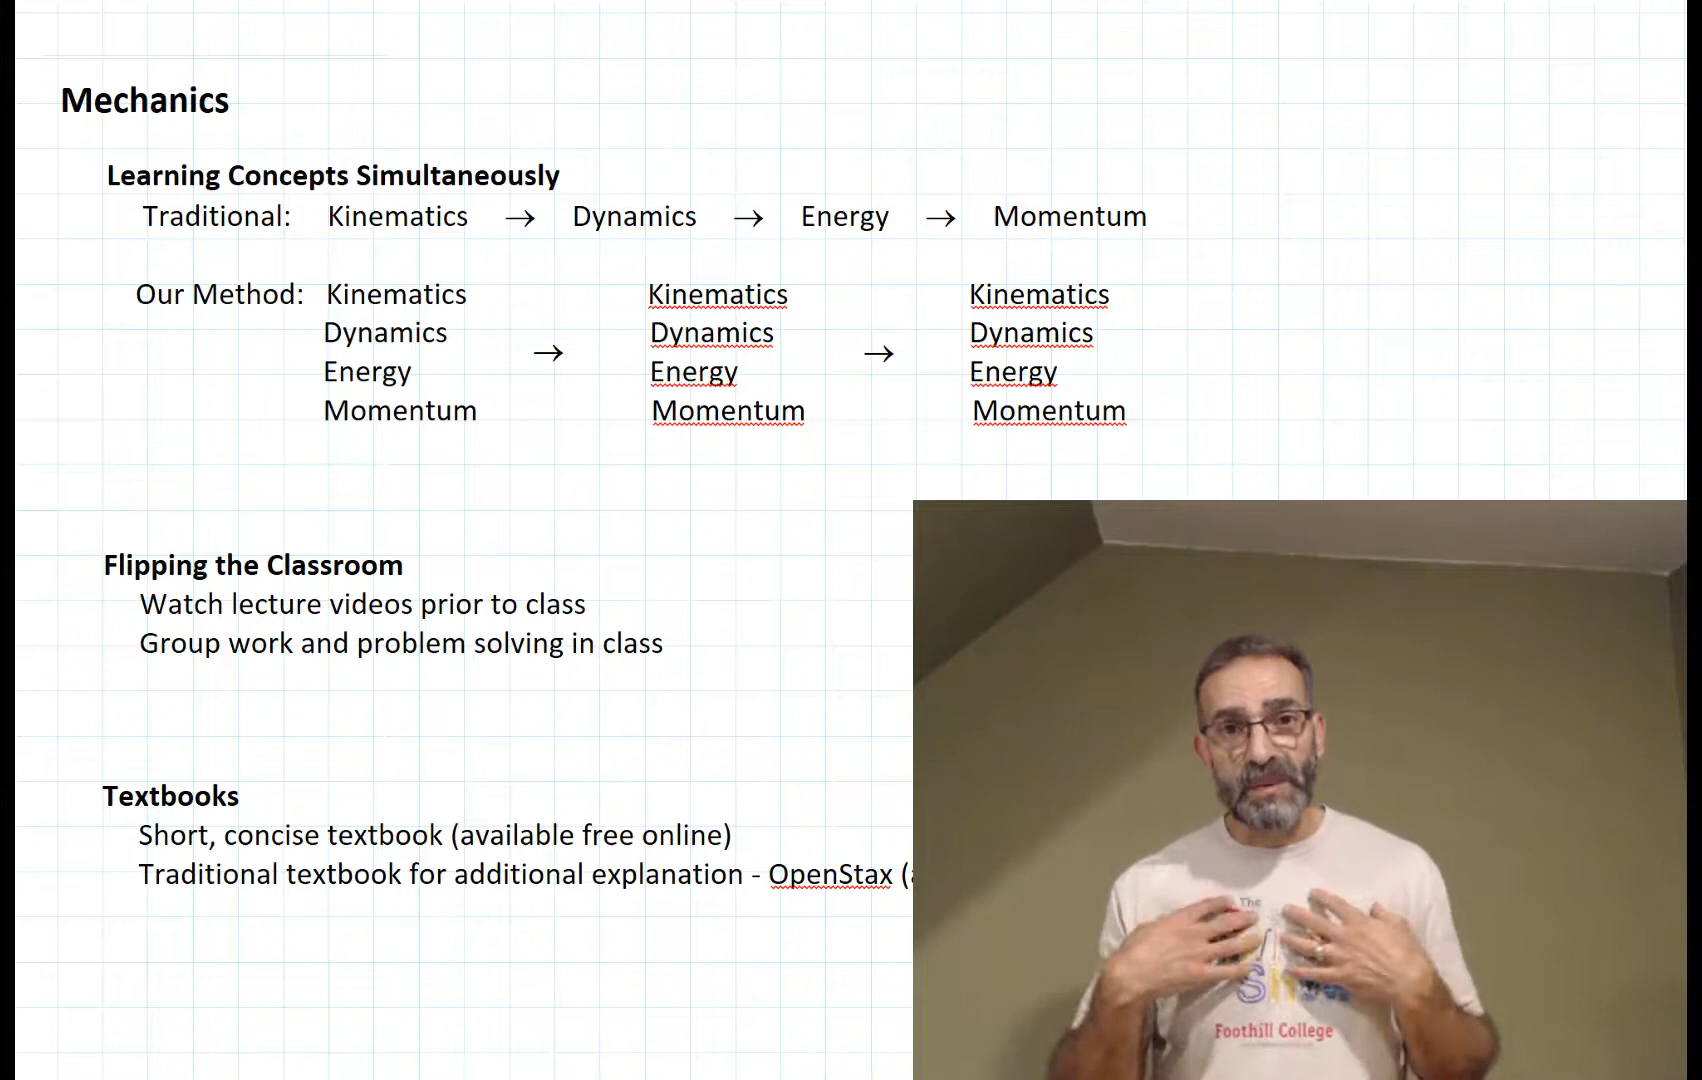 Mechanics
Learning Concepts Simultaneously
Traditional: Kinematics → Dynamics → Energy → Momentum
Our Method: Kinematics Kinematics Kinematics
Dynamics Dynamics Dynamics
→ →
Energy Energy Energy
Momentum Momentum Momentum
Flipping the Classroom
Watch lecture videos prior to class
Group work and problem solving in class
Textbooks
Short, concise textbook (available free online)
Traditional textbook for additional explanation - OpenStax (
The
Show
Foothill College